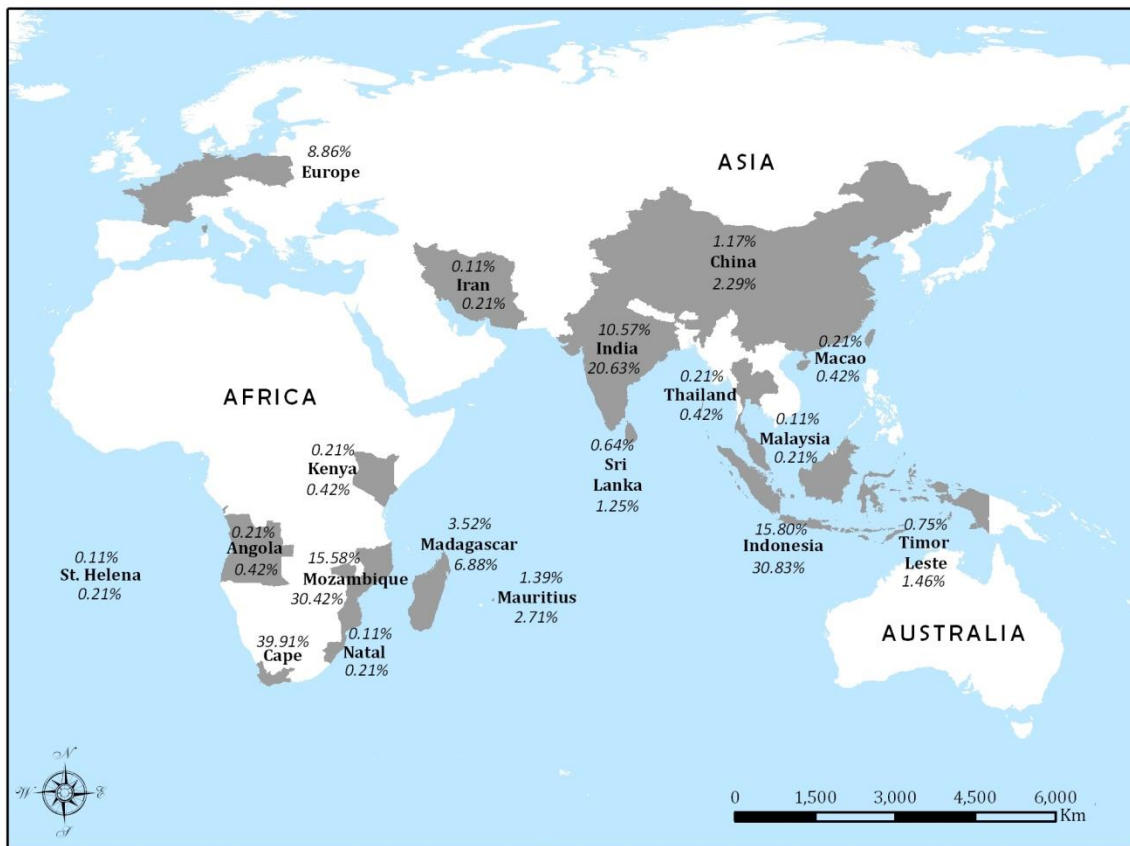 8.86%
Europe
ASIA
1.17%
China
2.29%
0.11%
Iran
0.21%
10.57%
India
20.63%
0.21%
Macao
0.42%
0.21%
Thailand
0.42%
AFRICA
0.11%
Malaysia
0.21%
0.64%
Sri
Lanka
1.25%
0.21%
Kenya
0.42%
0.21%
Angola
0.42%
0.11%
St. Helena
0.21%
15.58%
Mozambique
30.42%
3.52%
Madagascar
6.88%
1.39%
Mauritius
2.71%
15.80%
Indonesia
30.83%
0.75%
Timor
Leste
1.46%
39.91%
Cape
0.11%
Natal
0.21%
AUSTRALIA
N
W
E
S
0 1,500 3,000 4,500 6,000
Km